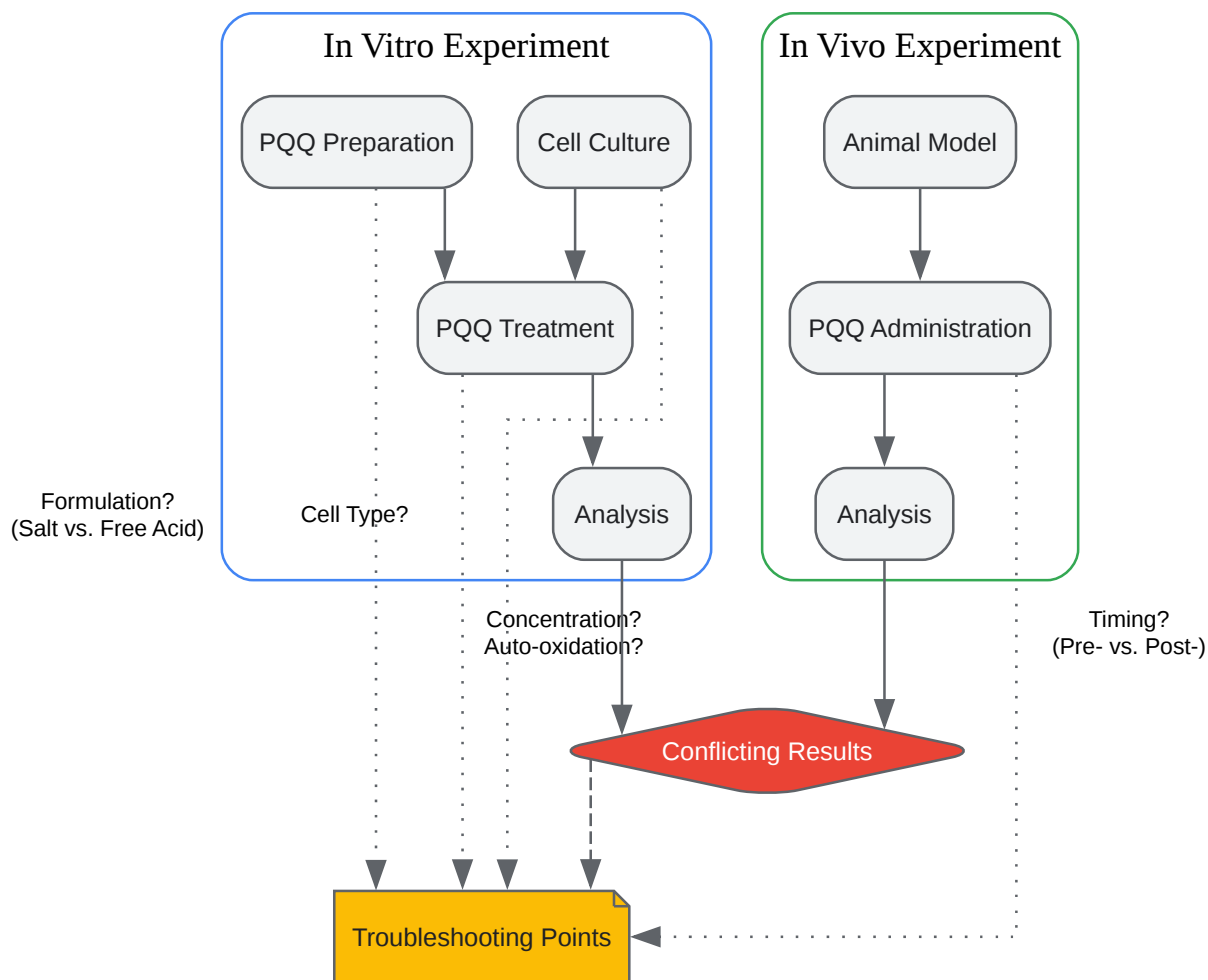 In Vitro Experiment
In Vivo Experiment
PQQ Preparation
Cell Culture
Animal Model
PQQ Treatment
PQQ Administration
Formulation?
(Salt vs. Free Acid)
Cell Type?
Analysis
Analysis
Concentration?
Auto-oxidation?
Timing?
(Pre- vs. Post-)
Conflicting Results
Troubleshooting Points